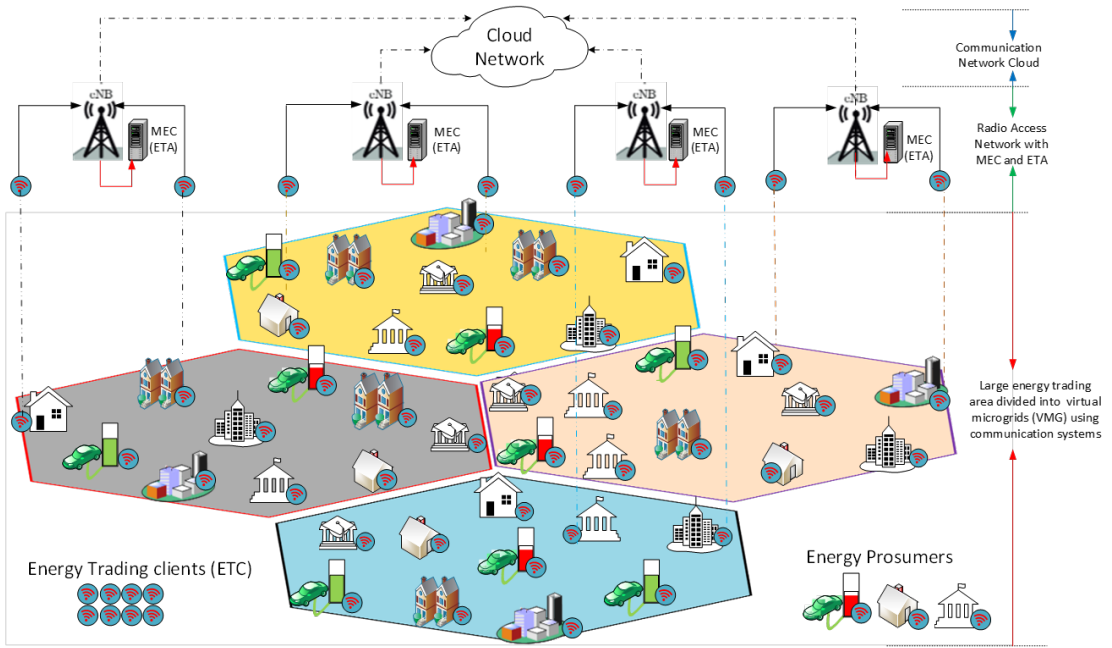 Cloud
Network
Communication
Network Cloud
eNB
eNB
eNB
eNB
MEC
(ETA)
MEC
(ETA)
MEC
(ETA)
MEC
(ETA)
Radio Access
Network with
MEC and ETA
Large energy trading
area divided into virtual
microgrids (VMG) using
communication systems
Energy Trading clients (ETC)
Energy Prosumers